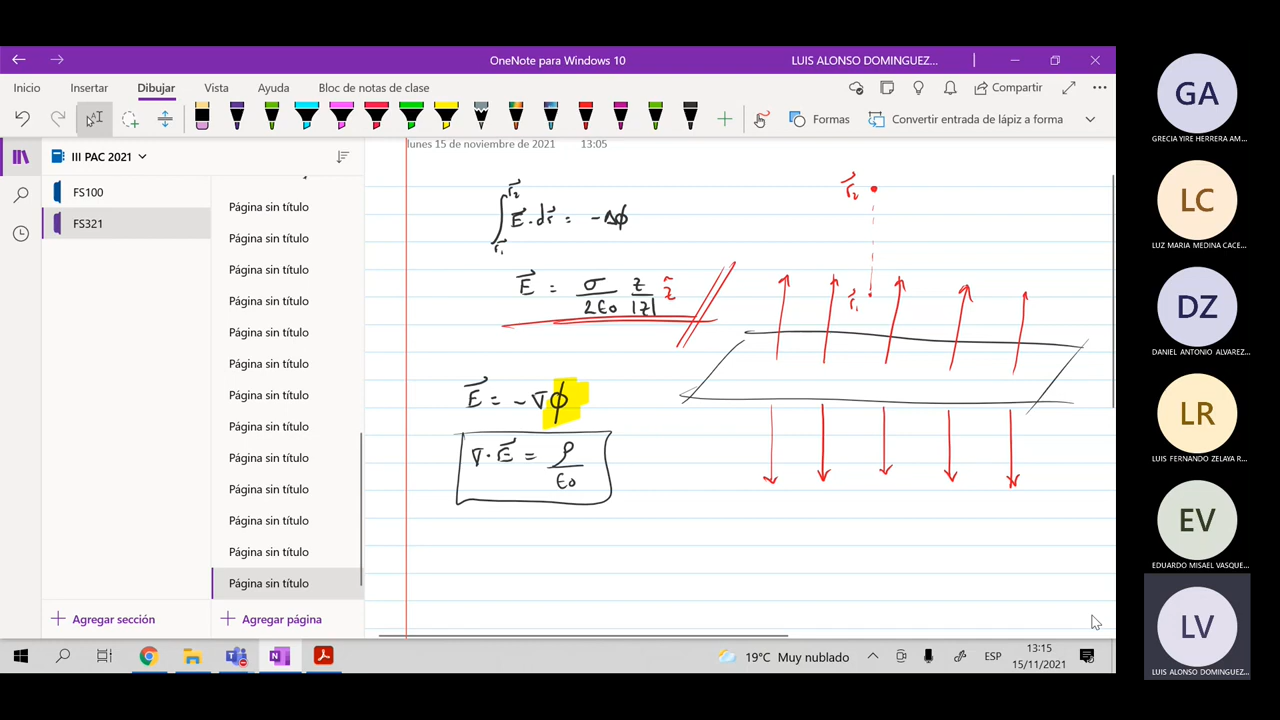 OneNote para Windows 10
LUIS ALONSO DOMINGUEZ...
Inicio
Insertar
Dibujar
Vista
Ayuda
Bloc de notas de clase
Compartir
Formas
Convertir entrada de lápiz a forma
III PAC 2021
FS100
FS321
Página sin título
Página sin título
Página sin título
Página sin título
Página sin título
Página sin título
Página sin título
Página sin título
Página sin título
Página sin título
Página sin título
Página sin título
Página sin título
Agregar sección
Agregar página
lunes 15 de noviembre de 2021 13:05
∫_{r⃗₁}^{r⃗₂} E⃗·dr⃗ = -Δφ
E⃗ = σ/2ε₀ z/|z| ẑ
E⃗ = -∇φ
∇·E⃗ = ρ/ε₀
r⃗₂
r⃗₁
19°C Muy nublado
ESP
13:15
15/11/2021
GA
GRECIA YIRE HERRERA AM...
LC
LUZ MARIA MEDINA CACE...
DZ
DANIEL ANTONIO ALVAREZ...
LR
LUIS FERNANDO ZELAYA R...
EV
EDUARDO MISAEL VASQUE...
LV
LUIS ALONSO DOMINGUEZ...